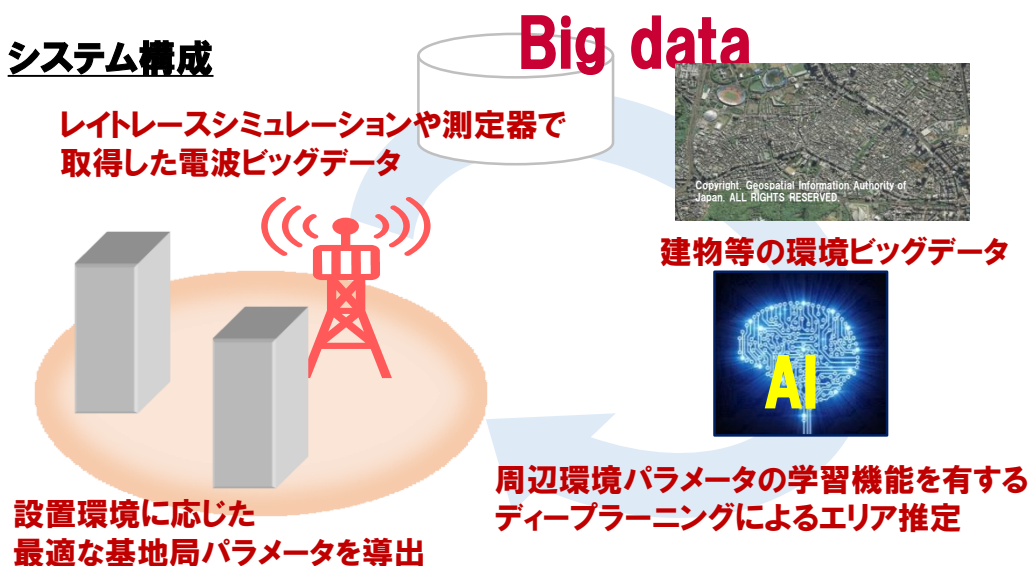 システム構成
Big data
レイトレースシミュレーションや測定器で
取得した電波ビッグデータ
Copyright. Geospatial Information Authority of
Japan. ALL RIGHTS RESERVED.
建物等の環境ビッグデータ
AI
周辺環境パラメータの学習機能を有する
ディープラーニングによるエリア推定
設置環境に応じた
最適な基地局パラメータを導出